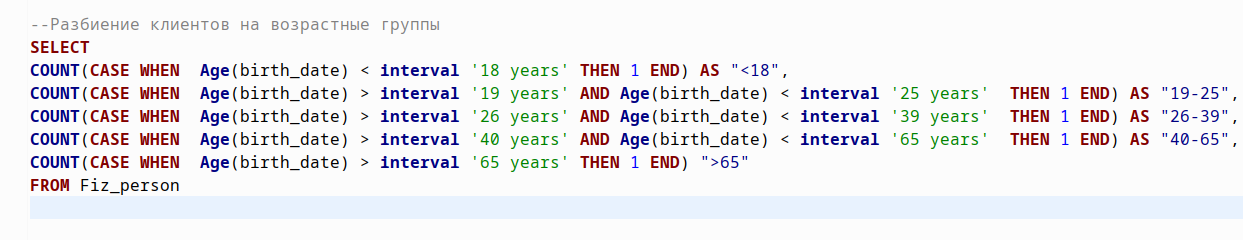 --Разбиение клиентов на возрастные группы
SELECT
COUNT(CASE WHEN  Age(birth_date) < interval '18 years' THEN 1 END) AS "<18",
COUNT(CASE WHEN  Age(birth_date) > interval '19 years' AND Age(birth_date) < interval '25 years'  THEN 1 END) AS "19-25",
COUNT(CASE WHEN  Age(birth_date) > interval '26 years' AND Age(birth_date) < interval '39 years'  THEN 1 END) AS "26-39",
COUNT(CASE WHEN  Age(birth_date) > interval '40 years' AND Age(birth_date) < interval '65 years'  THEN 1 END) AS "40-65",
COUNT(CASE WHEN  Age(birth_date) > interval '65 years' THEN 1 END) ">65"
FROM Fiz_person